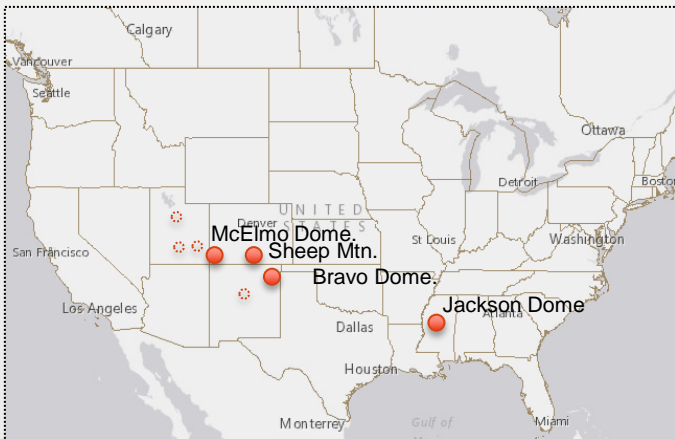 Calgary
Vancouver
Seattle
Ottawa
UNITED
STATES
Detroit
Boston
Denver
McElmo Dome.
Sheep Mtn.
St Louis
Washington
San Francisco
Bravo Dome.
Los Angeles
Jackson Dome
Atlanta
Dallas
Houston
Monterrey
Gulf of
Miami